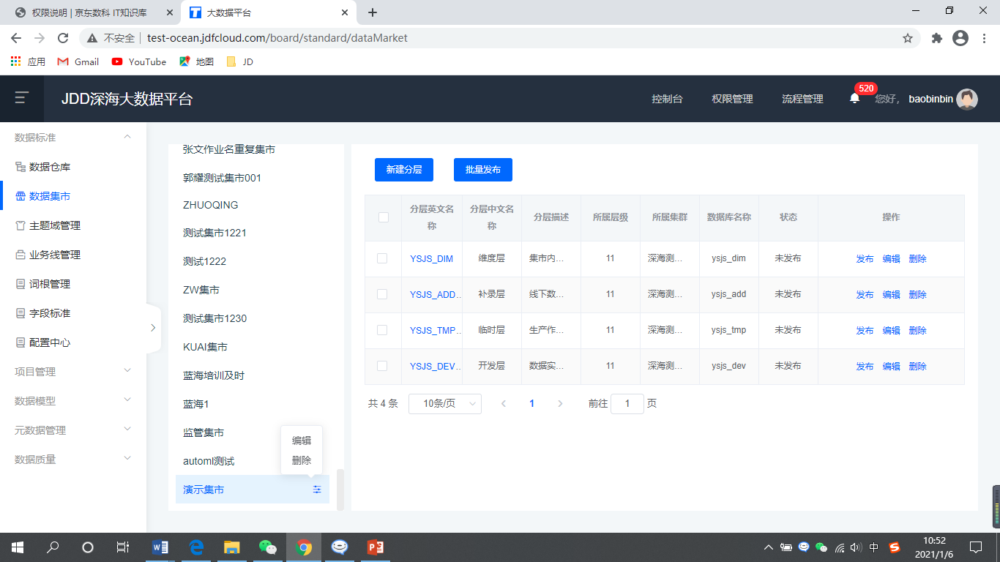 权限说明 | 京东数科 IT知识库
大数据平台
不安全 test-ocean.jdfcloud.com/board/standard/dataMarket
应用 Gmail YouTube 地图 JD
JDD深海大数据平台 控制台 权限管理 流程管理 520 您好, baobinbin
数据标准
数据仓库
数据集市
主题域管理
业务线管理
词根管理
字段标准
配置中心
项目管理
数据模型
元数据管理
数据质量
张文作业名重复集市
郭耀测试集市001
ZHUOQING
测试集市1221
测试1222
ZW集市
测试集市1230
KUAI集市
蓝海培训及时
蓝海1
监管集市
automl测试
演示集市
编辑
删除
新建分层 批量发布
分层英文名称 分层中文名称 分层描述 所属层级 所属集群 数据库名称 状态 操作
YSJS_DIM 维度层 集市内... 11 深海测... ysjs_dim 未发布 发布 编辑 删除
YSJS_ADD... 补录层 线下数... 11 深海测... ysjs_add 未发布 发布 编辑 删除
YSJS_TMP... 临时层 生产作... 11 深海测... ysjs_tmp 未发布 发布 编辑 删除
YSJS_DEV... 开发层 数据实... 11 深海测... ysjs_dev 未发布 发布 编辑 删除
共 4 条 10条/页 1 前往 1 页
中 10:52
2021/1/6